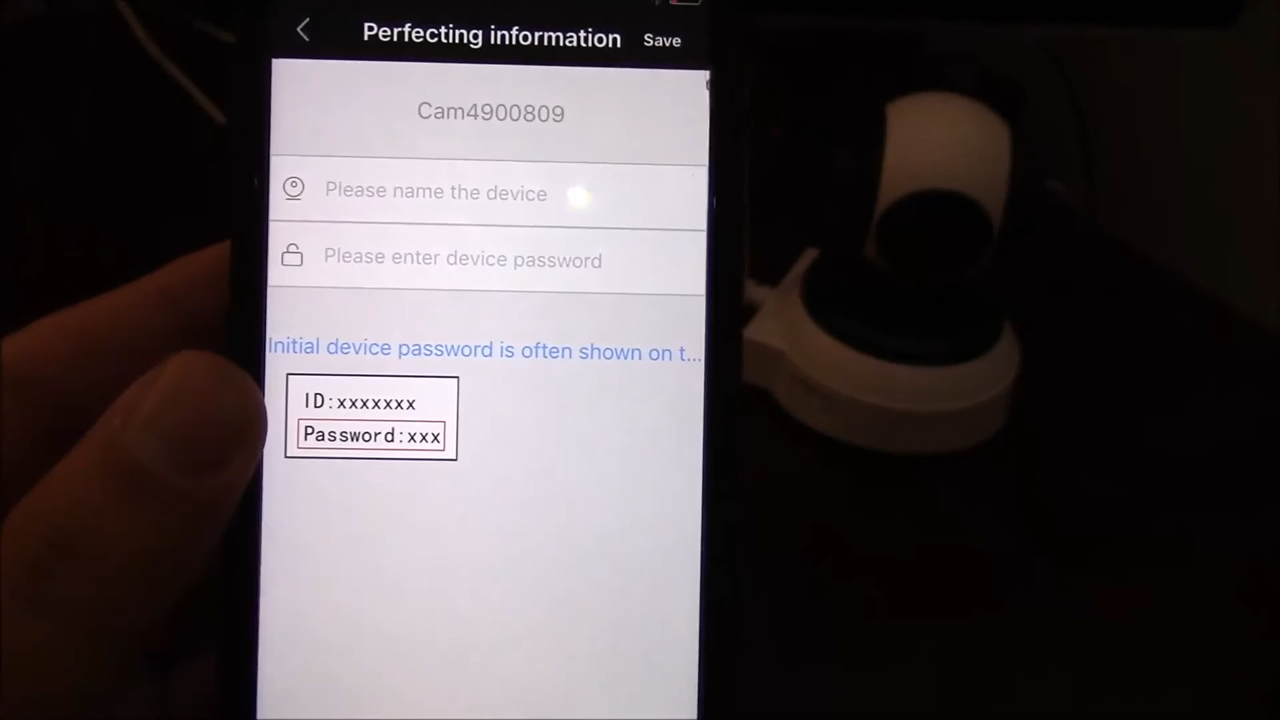 Perfecting information
Save
Cam4900809
Please name the device
Please enter device password
Initial device password is often shown on t...
ID:xxxxxxx
Password:xxx